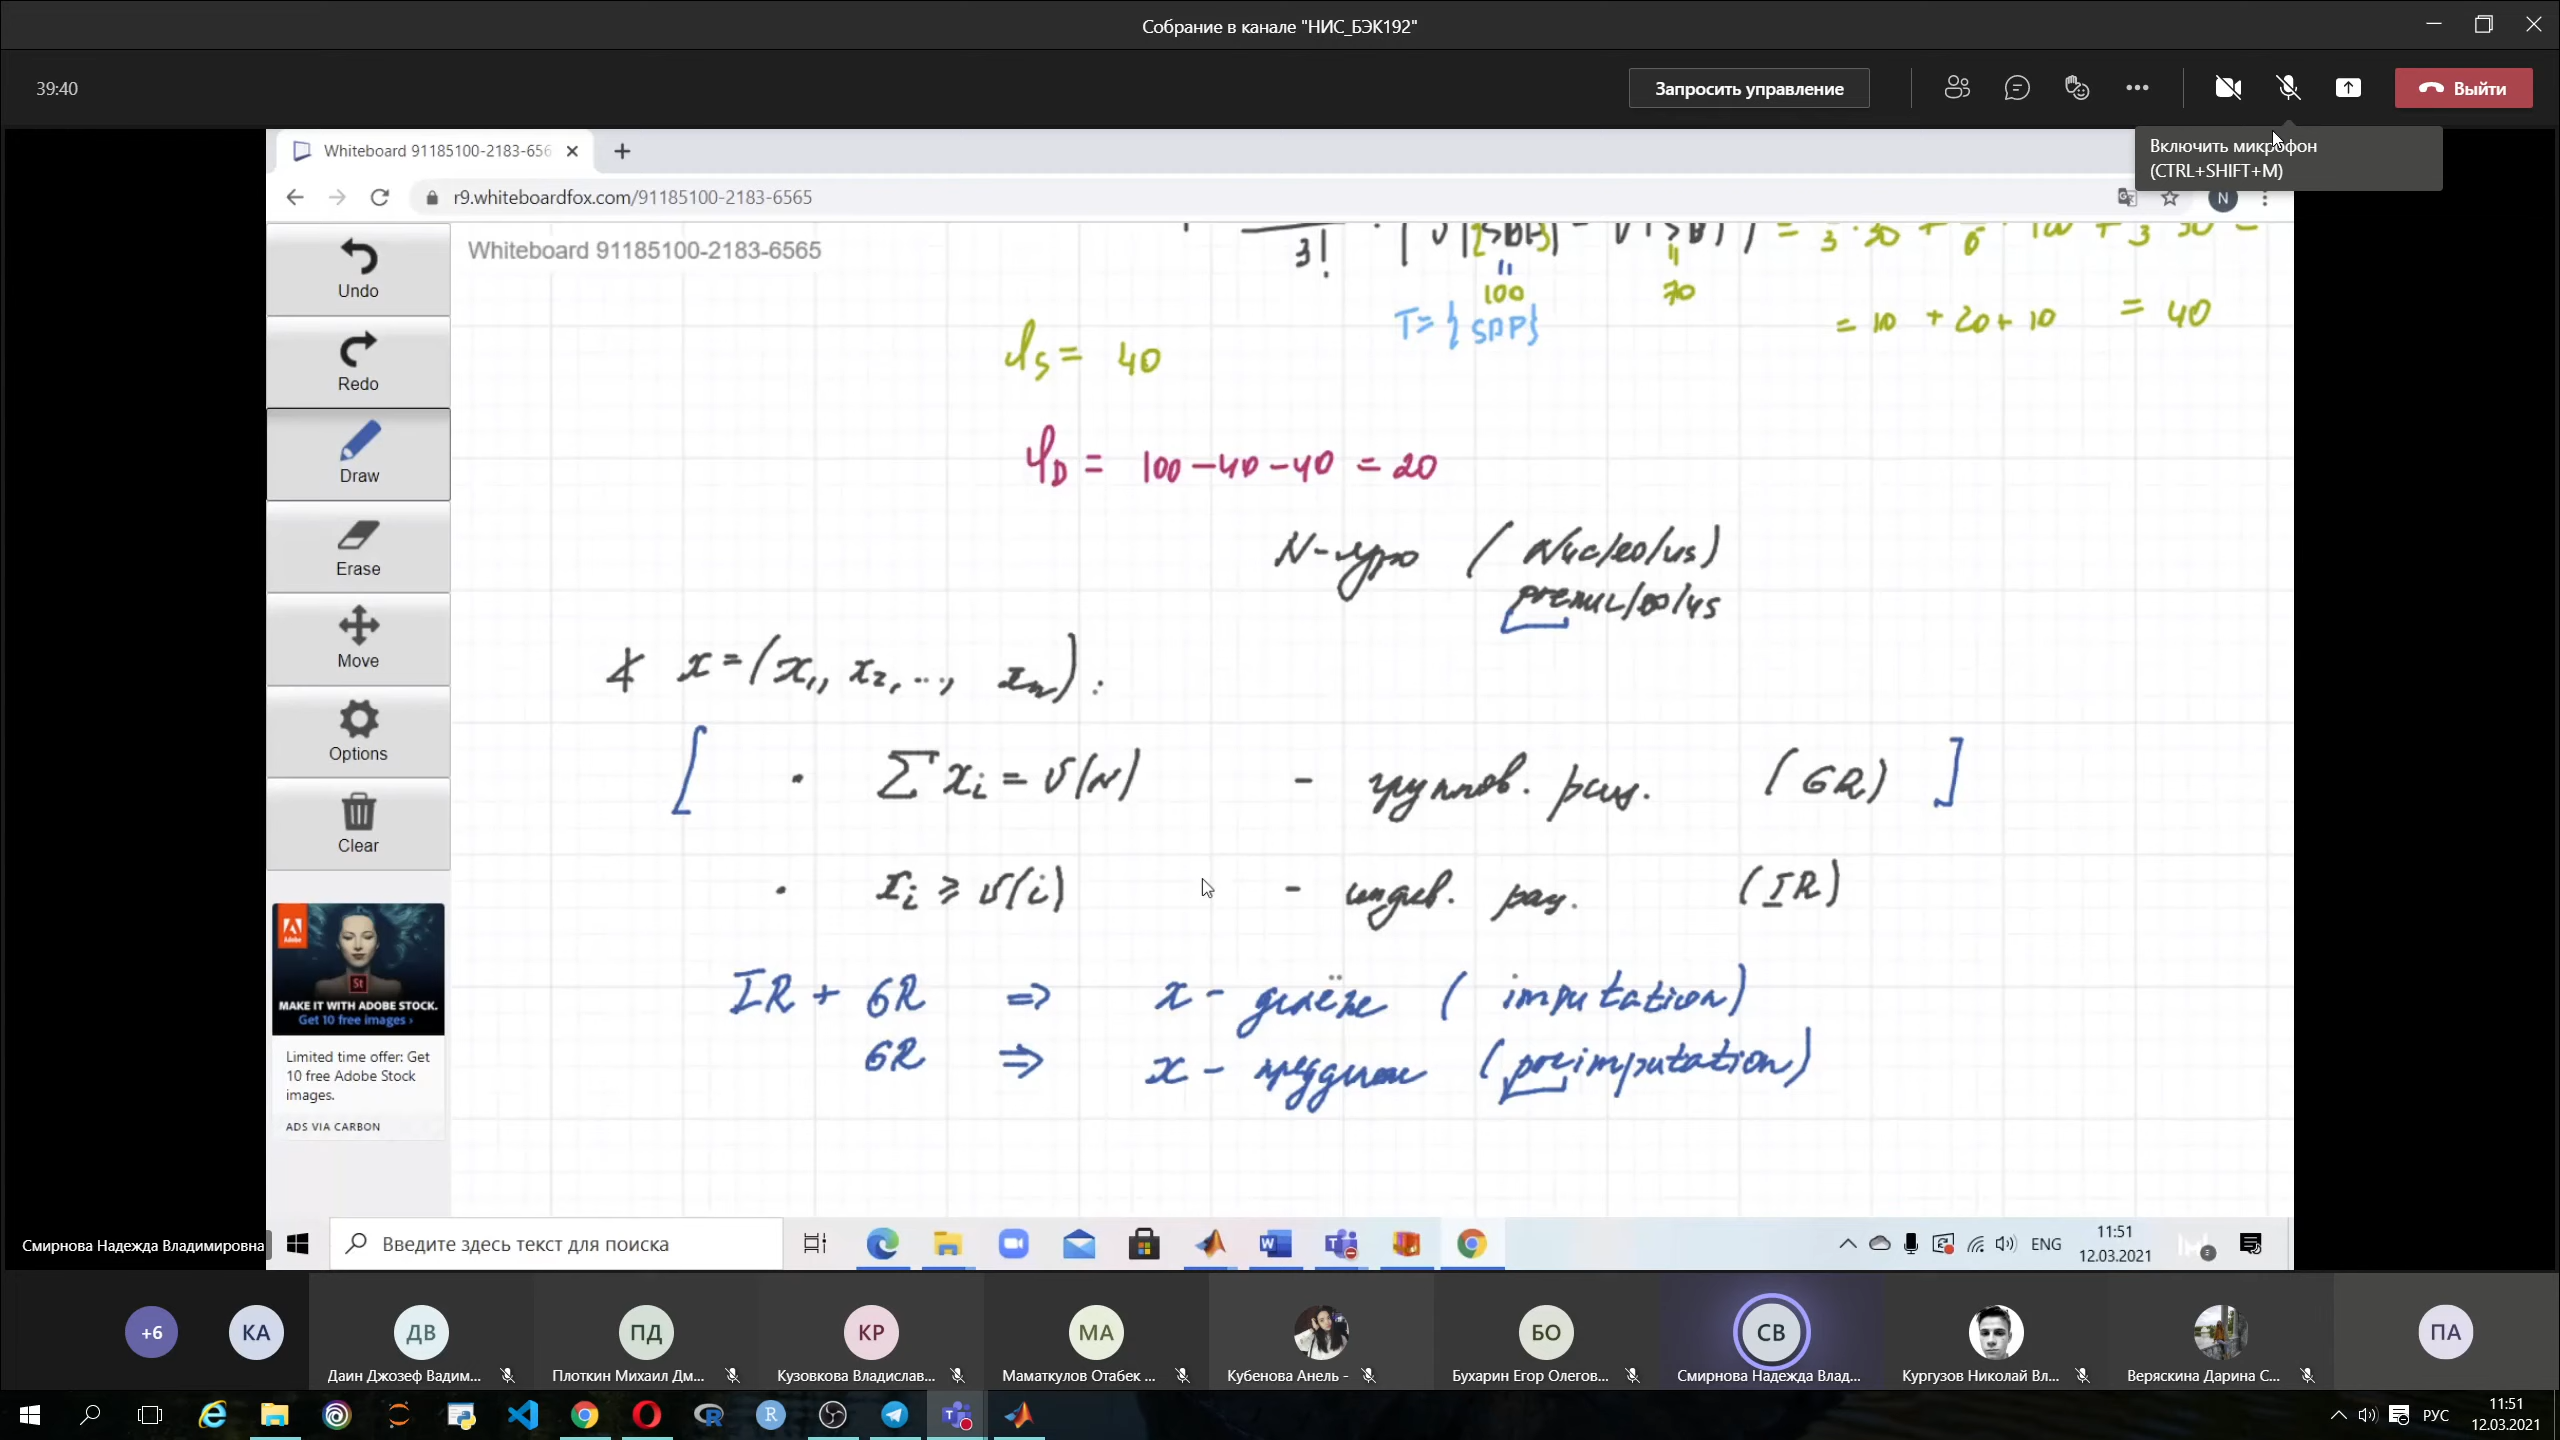 Собрание в канале "НИС_БЭК192"
39:40
Запросить управление
Выйти
Включить микрофон
(CTRL+SHIFT+M)
Whiteboard 91185100-2183-656
r9.whiteboardfox.com/91185100-2183-6565
N
Whiteboard 91185100-2183-6565
Undo
Redo
Draw
Erase
Move
Options
Clear
3!
100
70
T = {SDP}
= 10 + 20 + 10 = 40
φS = 40
φD = 100 - 40 - 40 = 20
N-ядро (Nucleolus)
prenucleolus
x = (x1, x2, ..., xn):
[ · Σ xi = v(N) - группов. рац. (GR) ]
· xi ⩾ v(i) - индив. рац. (IR)
IR + GR ⇒ x - делёж (imputation)
GR ⇒ x - предделёж (preimputation)
Adobe
St
MAKE IT WITH ADOBE STOCK.
Get 10 free images ›
Limited time offer: Get
10 free Adobe Stock
images.
ADS VIA CARBON
Смирнова Надежда Владимировна
Введите здесь текст для поиска
ENG
11:51
12.03.2021
+6
КА
ДВ
ПД
КР
МА
БО
СВ
ПА
Даин Джозеф Вадим...
Плоткин Михаил Дм...
Кузовкова Владислав...
Маматкулов Отабек ...
Кубенова Анель -
Бухарин Егор Олегов...
Смирнова Надежда Влад...
Кургузов Николай Вл...
Веряскина Дарина С...
РУС
11:51
12.03.2021